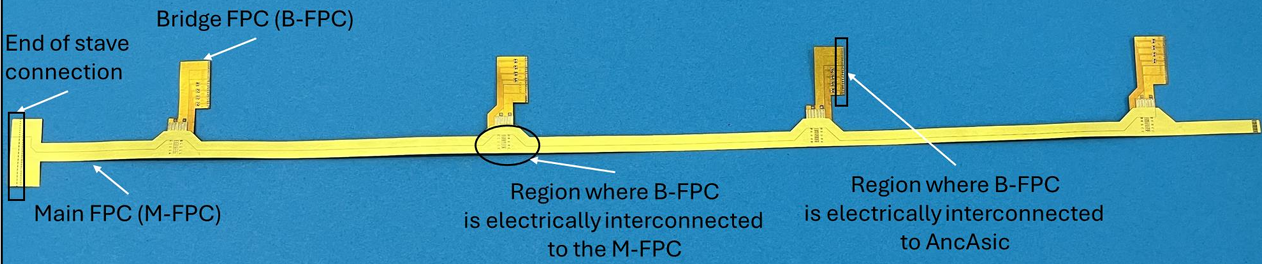 Bridge FPC (B-FPC)
End of stave
connection
Main FPC (M-FPC)
Region where B-FPC
is electrically interconnected
to the M-FPC
Region where B-FPC
is electrically interconnected
to AncAsic